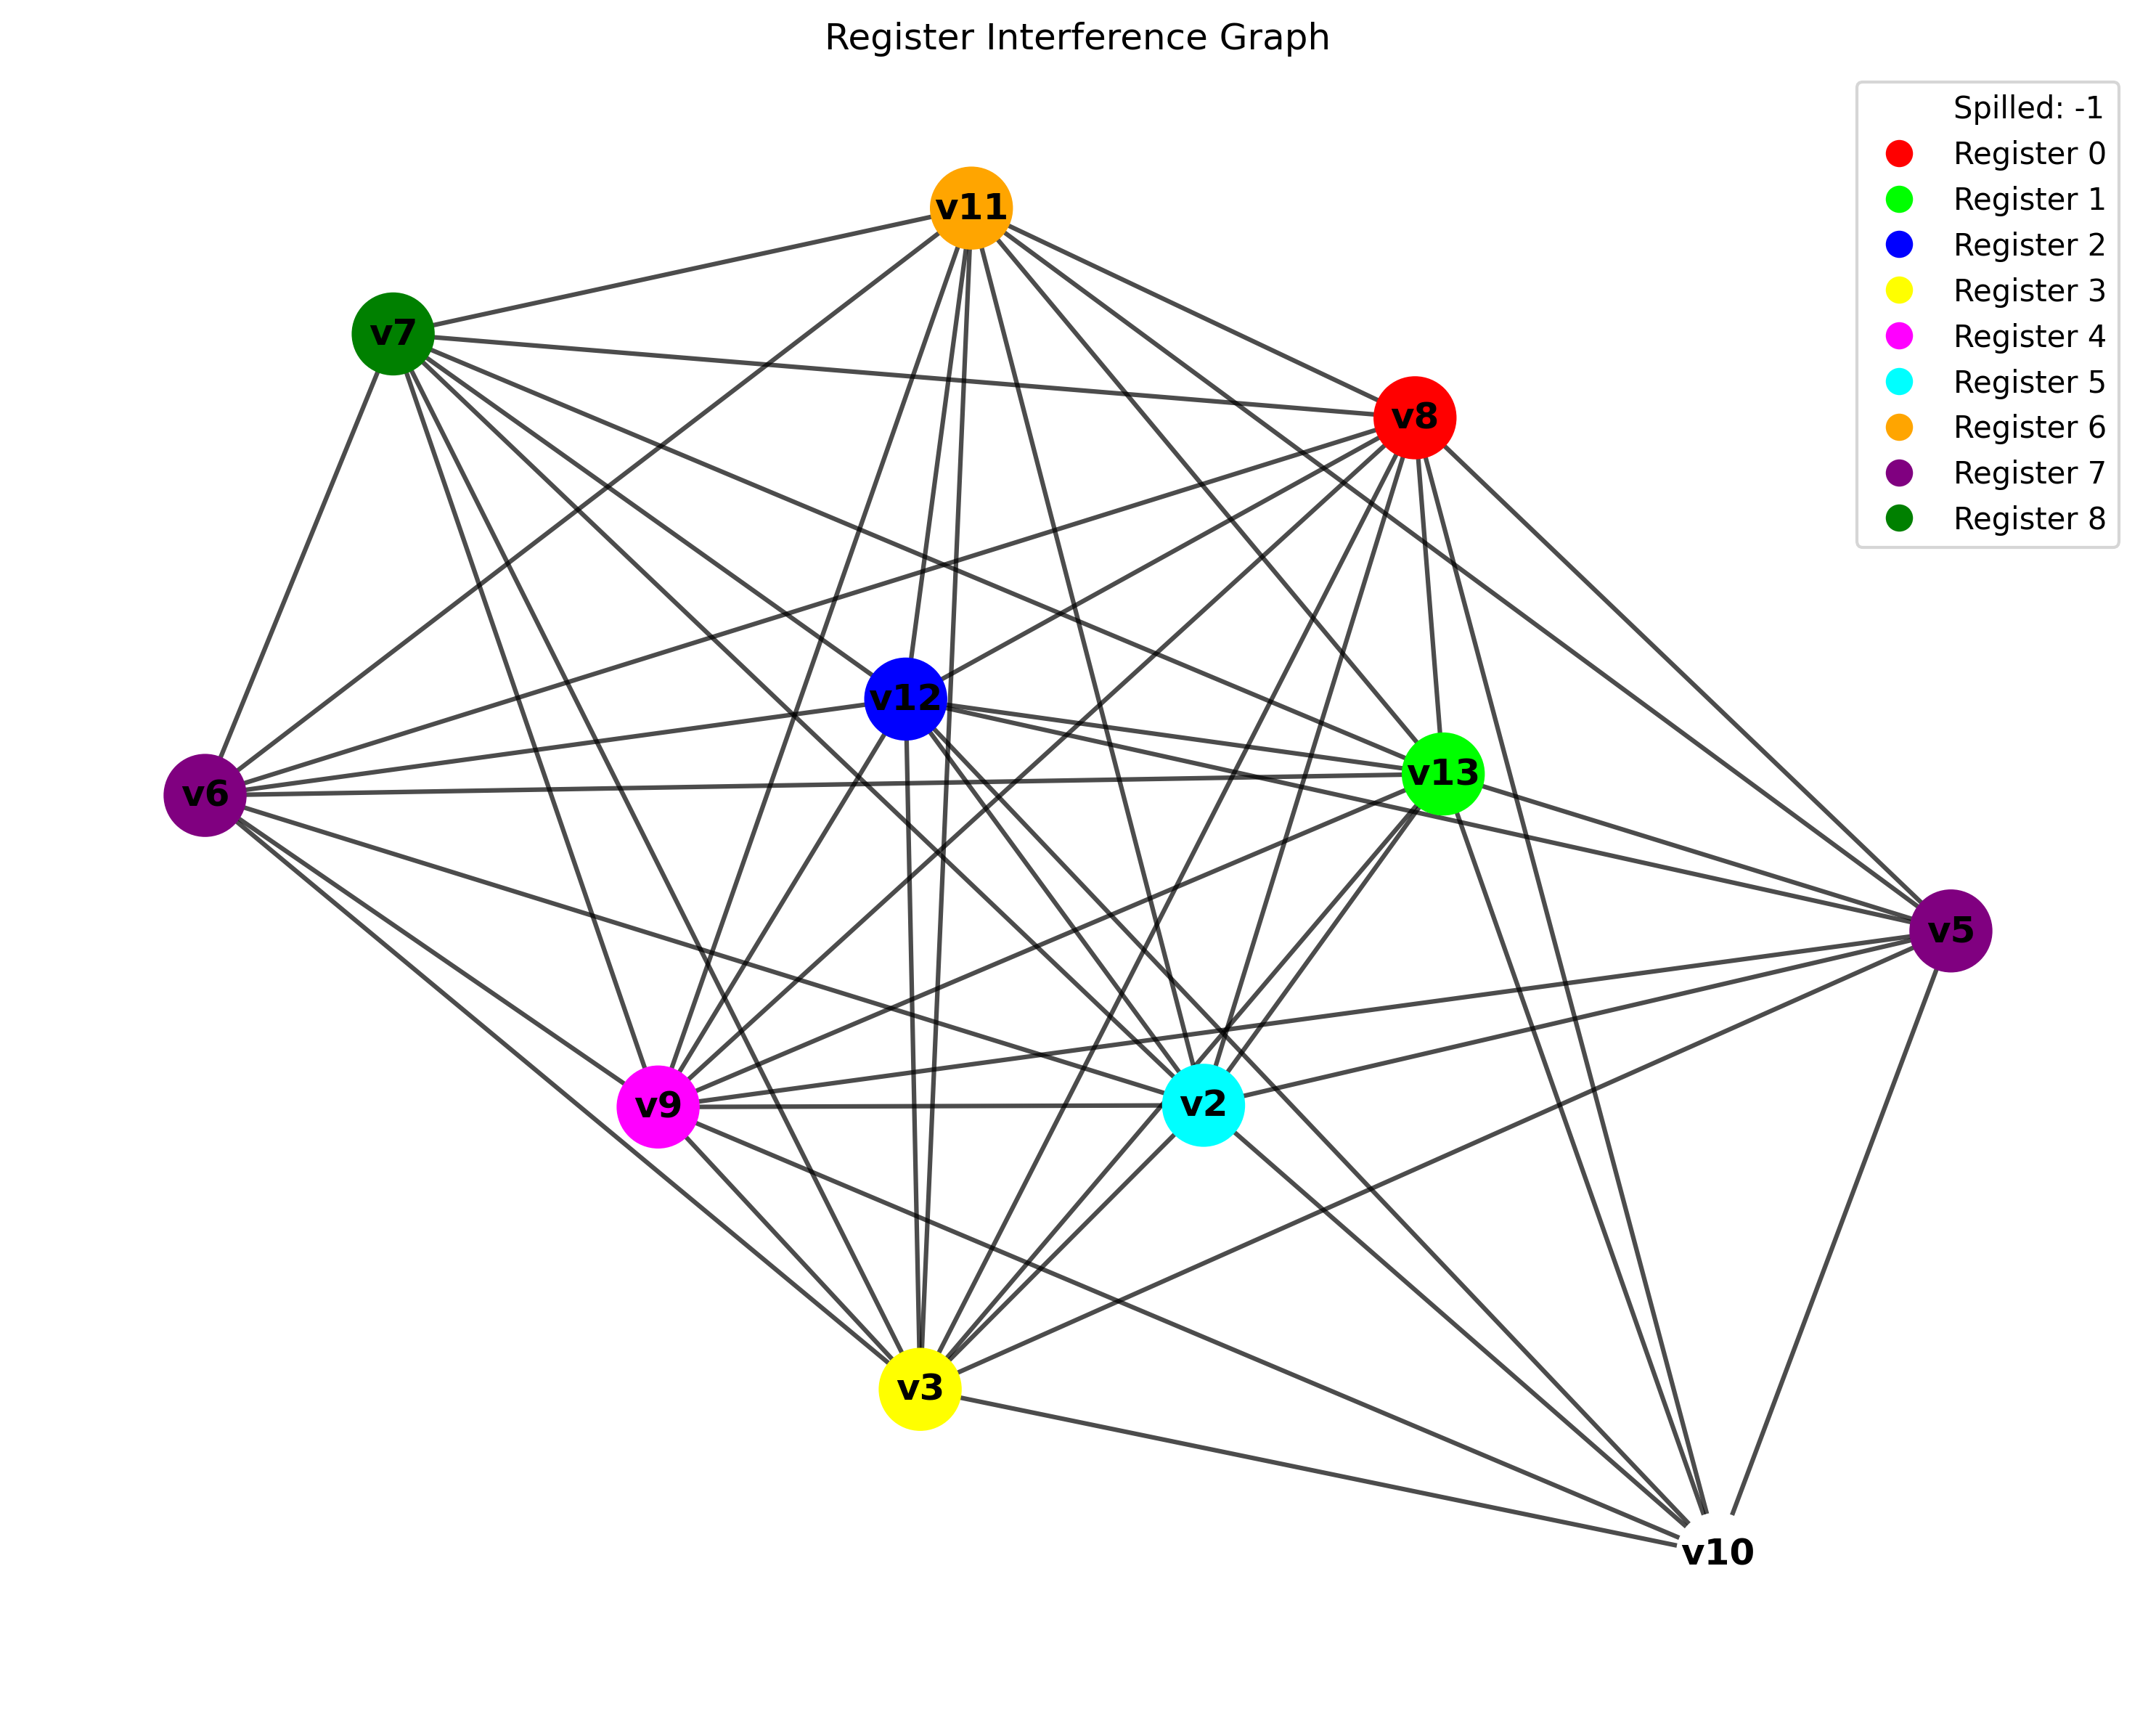 Register Interference Graph
Spilled: -1
Register 0
Register 1
Register 2
Register 3
Register 4
Register 5
Register 6
Register 7
Register 8
v11
v7
v8
v12
v13
v6
v5
v9
v2
v3
v10